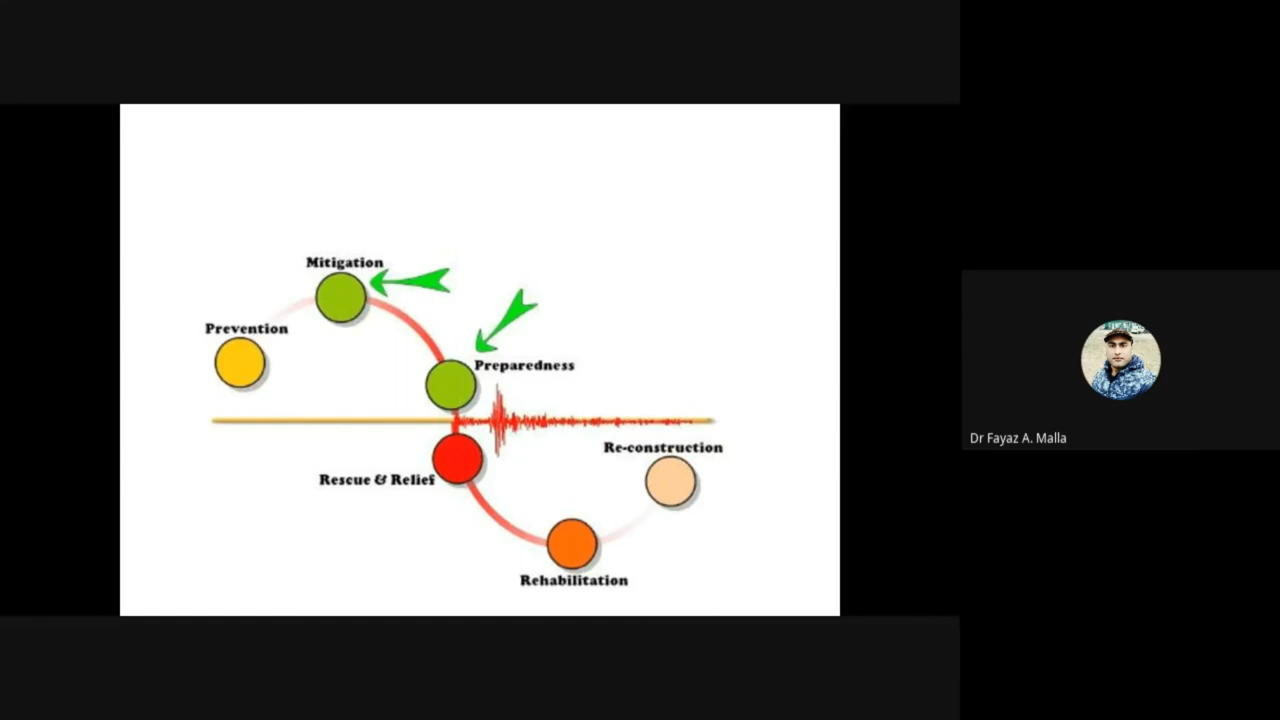 Mitigation
Prevention
Preparedness
Re-construction
Rescue & Relief
Rehabilitation
Dr Fayaz A. Malla